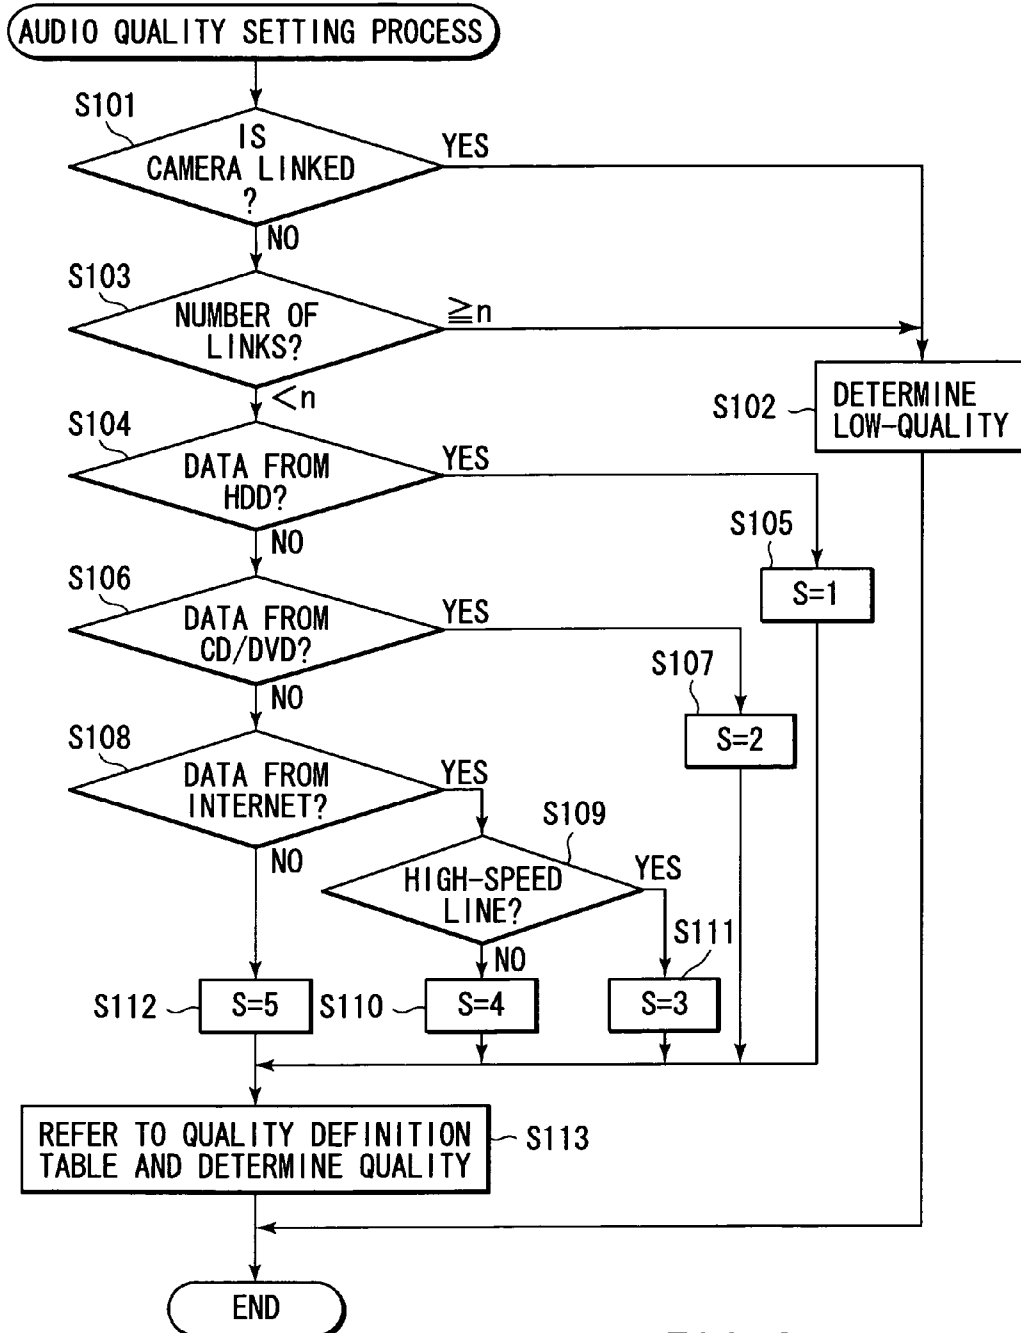 AUDIO QUALITY SETTING PROCESS
S101
IS
CAMERA LINKED
?
YES
NO
S103
NUMBER OF
LINKS?
≧n
<n
S102
DETERMINE
LOW-QUALITY
S104
DATA FROM
HDD?
YES
NO
S105
S=1
S106
DATA FROM
CD/DVD?
YES
NO
S107
S=2
S108
DATA FROM
INTERNET?
YES
NO
S109
HIGH-SPEED
LINE?
YES
NO
S111
S=3
S110
S=4
S112
S=5
REFER TO QUALITY DEFINITION
TABLE AND DETERMINE QUALITY
S113
END